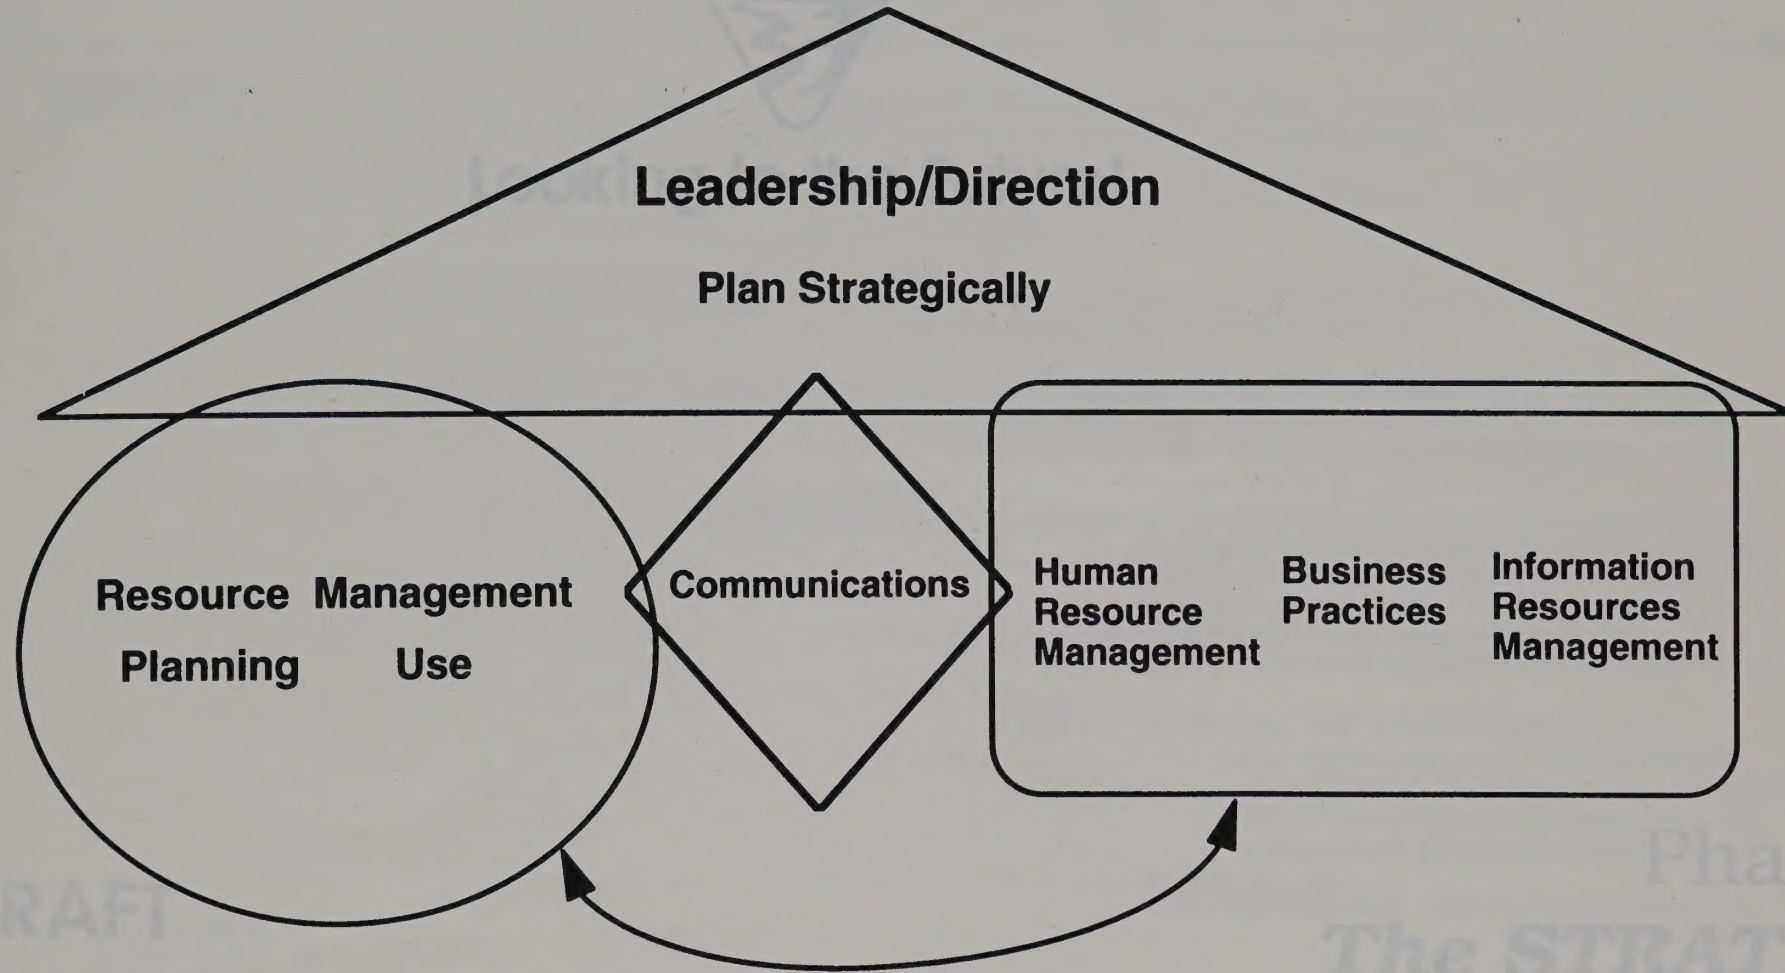 Leadership/Direction
Plan Strategically
Resource Management
Planning Use
Communications
Human
Resource
Management
Business
Practices
Information
Resources
Management